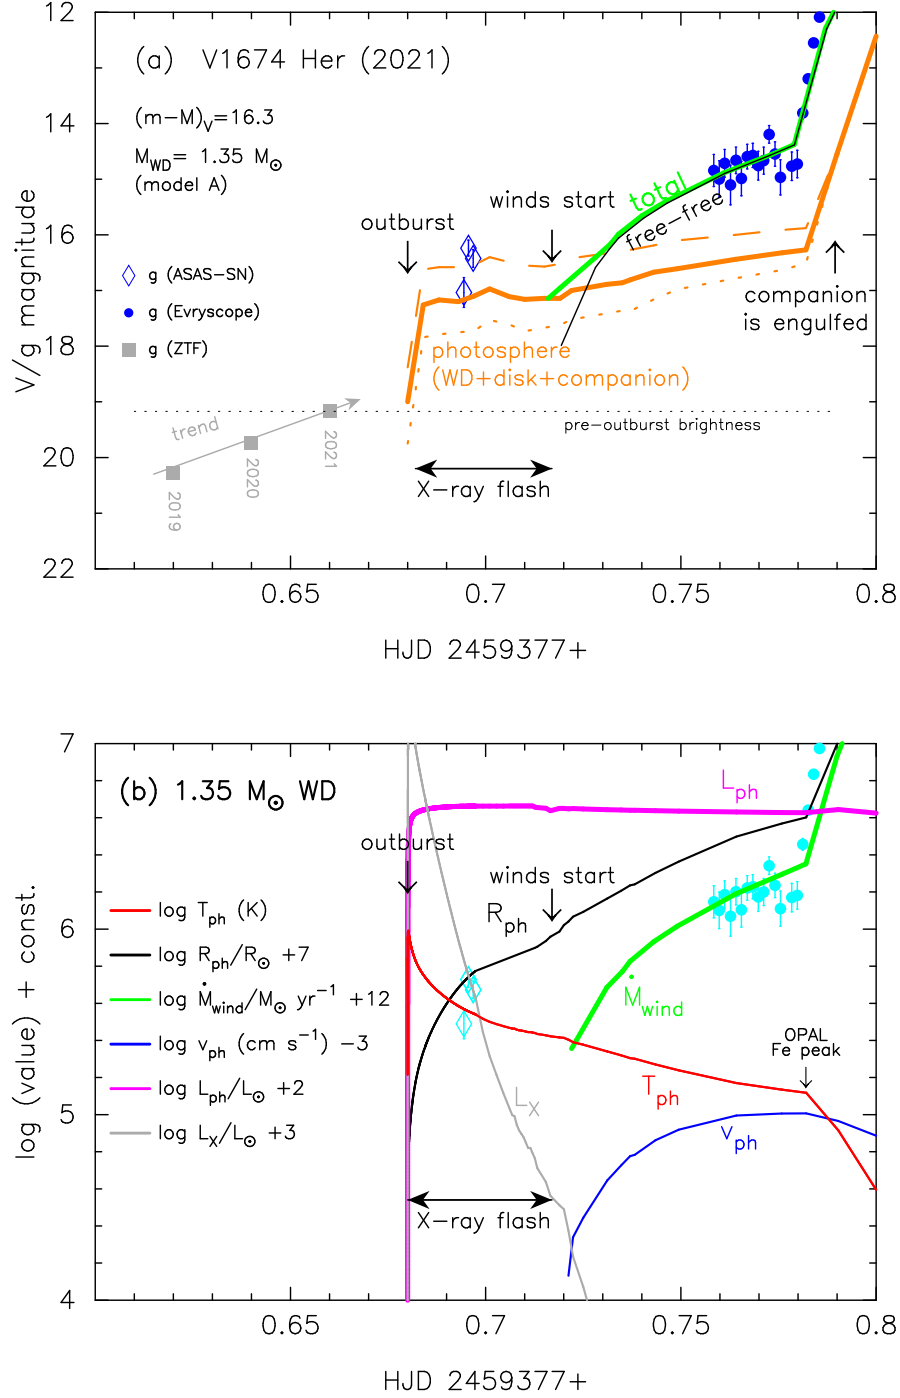 12
14
16
18
20
22
V/g magnitude
(a) V1674 Her (2021)
(m−M)V=16.3
MWD= 1.35 M⊙
(model A)
outburst
winds start
total
free−free
g (ASAS−SN)
g (Evryscope)
g (ZTF)
companion
is engulfed
photosphere
(WD+disk+companion)
trend
pre−outburst brightness
2019
2020
2021
X−ray flash
0.65
0.7
0.75
0.8
HJD 2459377+
7
6
5
4
log (value) + const.
(b) 1.35 M⊙ WD
Lph
outburst
winds start
Rph
log Tph (K)
log Rph/R⊙ +7
log Ṁwind/M⊙ yr−1 +12
log vph (cm s−1) −3
log Lph/L⊙ +2
log LX/L⊙ +3
Ṁwind
OPAL
Fe peak
LX
Tph
vph
X−ray flash
0.65
0.7
0.75
0.8
HJD 2459377+